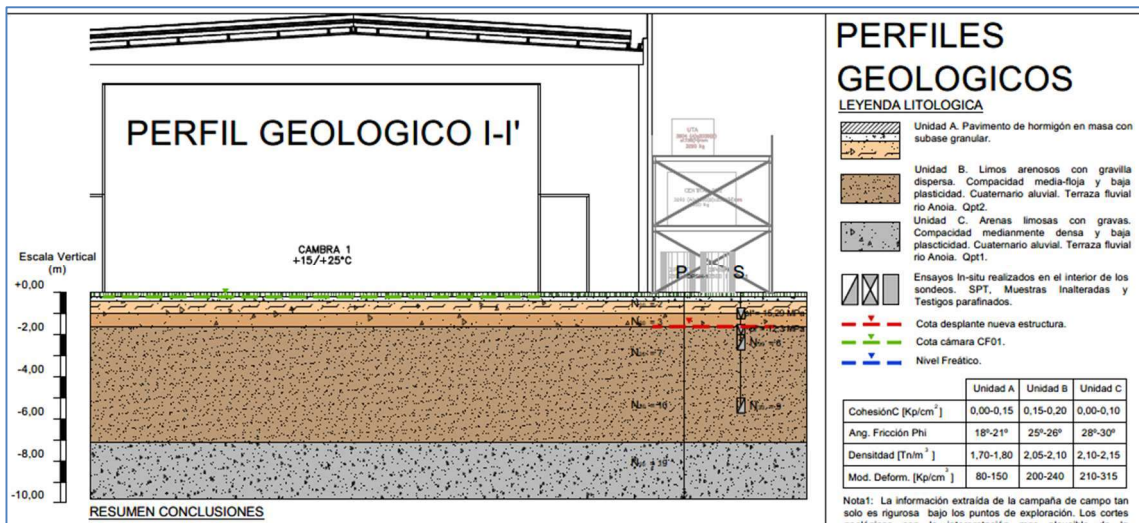 PERFILES
GEOLOGICOS
LEYENDA LITOLOGICA
Unidad A. Pavimento de hormigón en masa con
subase granular.
Unidad B. Limos arenosos con gravilla
dispersa. Compacidad media-floja y baja
plasticidad. Cuaternario aluvial. Terraza fluvial
rio Anoia. Qpt2.
Unidad C. Arenas limosas con gravas.
Compacidad medianmente densa y baja
plascticidad. Cuaternario aluvial. Terraza fluvial
rio Anoia. Qpt1.
Ensayos In-situ realizados en el interior de los
sondeos. SPT, Muestras Inalteradas y
Testigos parafinados.
Cota desplante nueva estructura.
Cota cámara CF01.
Nivel Freático.
Unidad A Unidad B Unidad C
CohesiónC [Kp/cm²] 0,00-0,15 0,15-0,20 0,00-0,10
Ang. Fricción Phi 18º-21º 25º-26º 28º-30º
Densitdad [Tn/m³] 1,70-1,80 2,05-2,10 2,10-2,15
Mod. Deform. [Kp/cm³] 80-150 200-240 210-315
Nota1: La información extraída de la campaña de campo tan
solo es rigurosa bajo los puntos de exploración. Los cortes
PERFIL GEOLOGICO I-I'
CAMBRA 1
+15/+25°C
UTA
P S
Escala Vertical
(m)
+0,00
-2,00
-4,00
-6,00
-8,00
-10,00
RESUMEN CONCLUSIONES